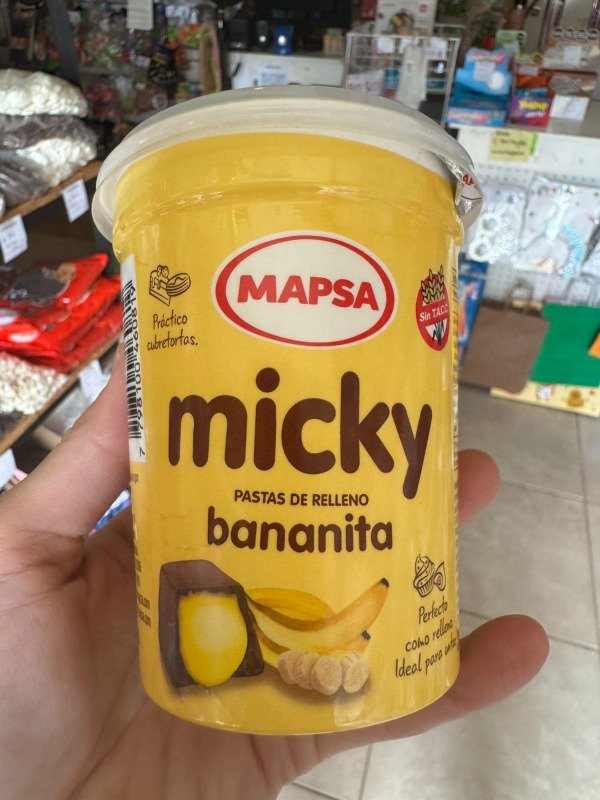 MAPSA
Sin T.A.C.C.
Práctico
cubretortas.
micky
PASTAS DE RELLENO
bananita
Perfecto
como relleno
Ideal para